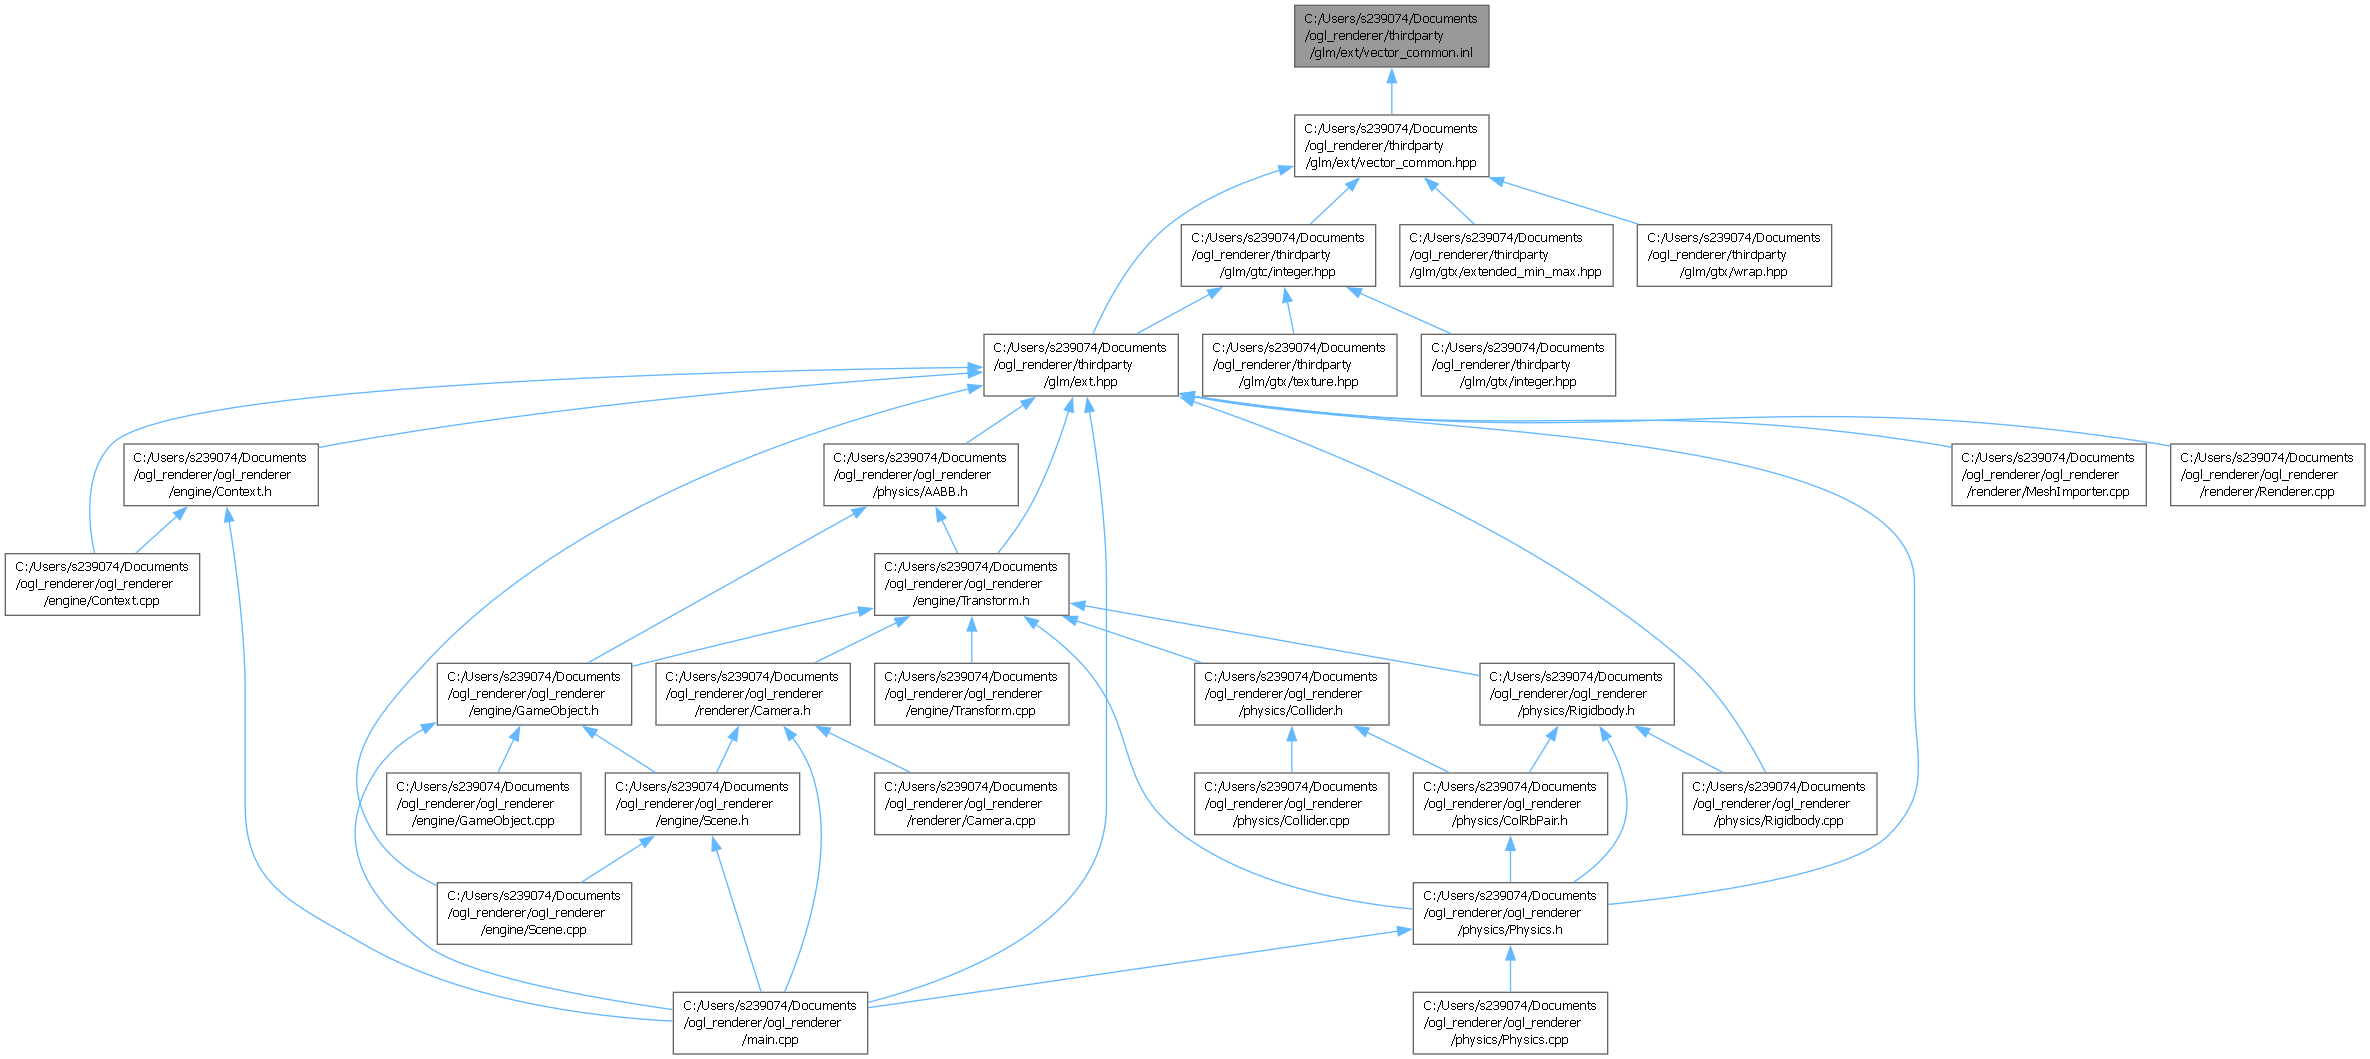 C:/Users/s239074/Documents
/ogl_renderer/thirdparty
/glm/ext/vector_common.inl
C:/Users/s239074/Documents
/ogl_renderer/thirdparty
/glm/ext/vector_common.hpp
C:/Users/s239074/Documents
/ogl_renderer/thirdparty
/glm/gtc/integer.hpp
C:/Users/s239074/Documents
/ogl_renderer/thirdparty
/glm/gtx/extended_min_max.hpp
C:/Users/s239074/Documents
/ogl_renderer/thirdparty
/glm/gtx/wrap.hpp
C:/Users/s239074/Documents
/ogl_renderer/thirdparty
/glm/ext.hpp
C:/Users/s239074/Documents
/ogl_renderer/thirdparty
/glm/gtx/texture.hpp
C:/Users/s239074/Documents
/ogl_renderer/thirdparty
/glm/gtx/integer.hpp
C:/Users/s239074/Documents
/ogl_renderer/ogl_renderer
/engine/Context.h
C:/Users/s239074/Documents
/ogl_renderer/ogl_renderer
/physics/AABB.h
C:/Users/s239074/Documents
/ogl_renderer/ogl_renderer
/renderer/MeshImporter.cpp
C:/Users/s239074/Documents
/ogl_renderer/ogl_renderer
/renderer/Renderer.cpp
C:/Users/s239074/Documents
/ogl_renderer/ogl_renderer
/engine/Context.cpp
C:/Users/s239074/Documents
/ogl_renderer/ogl_renderer
/engine/Transform.h
C:/Users/s239074/Documents
/ogl_renderer/ogl_renderer
/engine/GameObject.h
C:/Users/s239074/Documents
/ogl_renderer/ogl_renderer
/renderer/Camera.h
C:/Users/s239074/Documents
/ogl_renderer/ogl_renderer
/engine/Transform.cpp
C:/Users/s239074/Documents
/ogl_renderer/ogl_renderer
/physics/Collider.h
C:/Users/s239074/Documents
/ogl_renderer/ogl_renderer
/physics/Rigidbody.h
C:/Users/s239074/Documents
/ogl_renderer/ogl_renderer
/engine/GameObject.cpp
C:/Users/s239074/Documents
/ogl_renderer/ogl_renderer
/engine/Scene.h
C:/Users/s239074/Documents
/ogl_renderer/ogl_renderer
/renderer/Camera.cpp
C:/Users/s239074/Documents
/ogl_renderer/ogl_renderer
/physics/Collider.cpp
C:/Users/s239074/Documents
/ogl_renderer/ogl_renderer
/physics/ColRbPair.h
C:/Users/s239074/Documents
/ogl_renderer/ogl_renderer
/physics/Rigidbody.cpp
C:/Users/s239074/Documents
/ogl_renderer/ogl_renderer
/engine/Scene.cpp
C:/Users/s239074/Documents
/ogl_renderer/ogl_renderer
/physics/Physics.h
C:/Users/s239074/Documents
/ogl_renderer/ogl_renderer
/main.cpp
C:/Users/s239074/Documents
/ogl_renderer/ogl_renderer
/physics/Physics.cpp